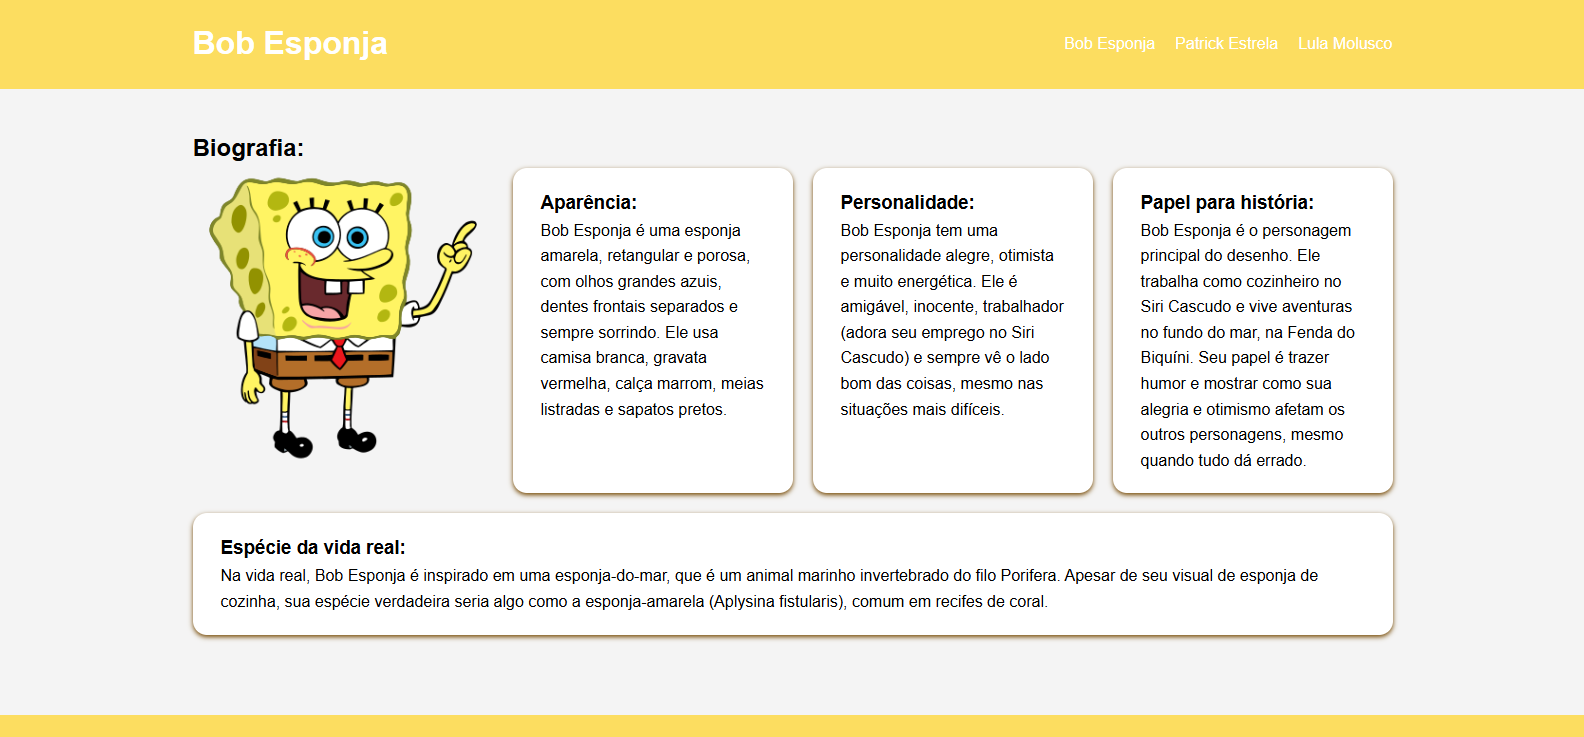 Bob Esponja
Bob Esponja Patrick Estrela Lula Molusco
Biografia:
Aparência:
Bob Esponja é uma esponja
amarela, retangular e porosa,
com olhos grandes azuis,
dentes frontais separados e
sempre sorrindo. Ele usa
camisa branca, gravata
vermelha, calça marrom, meias
listradas e sapatos pretos.
Personalidade:
Bob Esponja tem uma
personalidade alegre, otimista
e muito energética. Ele é
amigável, inocente, trabalhador
(adora seu emprego no Siri
Cascudo) e sempre vê o lado
bom das coisas, mesmo nas
situações mais difíceis.
Papel para história:
Bob Esponja é o personagem
principal do desenho. Ele
trabalha como cozinheiro no
Siri Cascudo e vive aventuras
no fundo do mar, na Fenda do
Biquíni. Seu papel é trazer
humor e mostrar como sua
alegria e otimismo afetam os
outros personagens, mesmo
quando tudo dá errado.
Espécie da vida real:
Na vida real, Bob Esponja é inspirado em uma esponja-do-mar, que é um animal marinho invertebrado do filo Porifera. Apesar de seu visual de esponja de
cozinha, sua espécie verdadeira seria algo como a esponja-amarela (Aplysina fistularis), comum em recifes de coral.